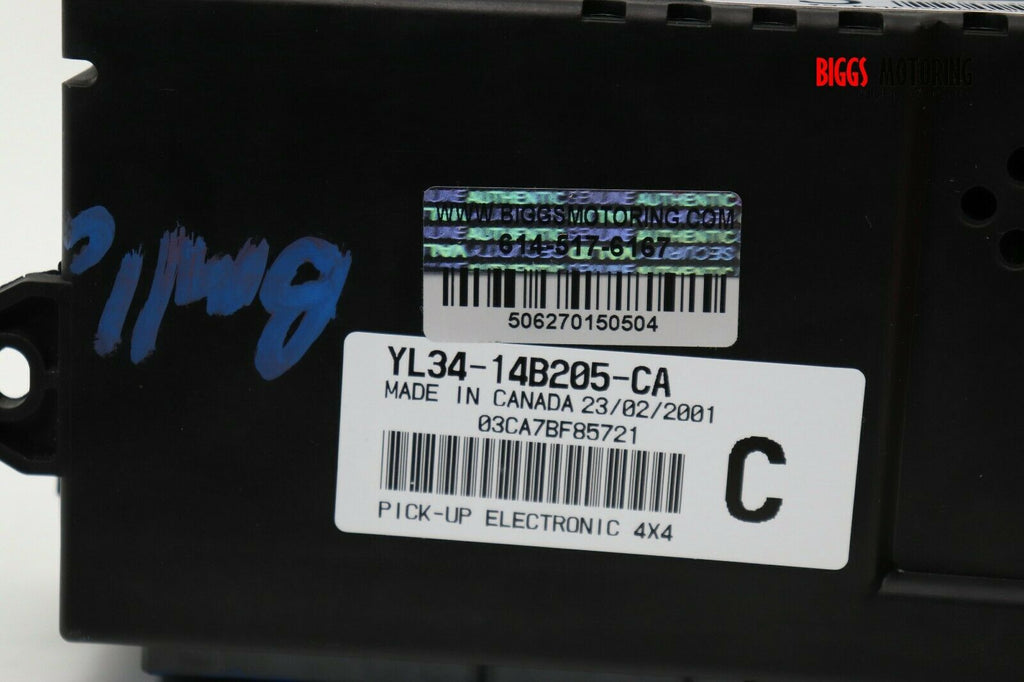 BIGGS MOTORING
WWW.BIGGSMOTORING.COM
614-517-6167
506270150504
YL34-14B205-CA
MADE IN CANADA 23/02/2001
03CA7BF85721
C
PICK-UP ELECTRONIC 4X4